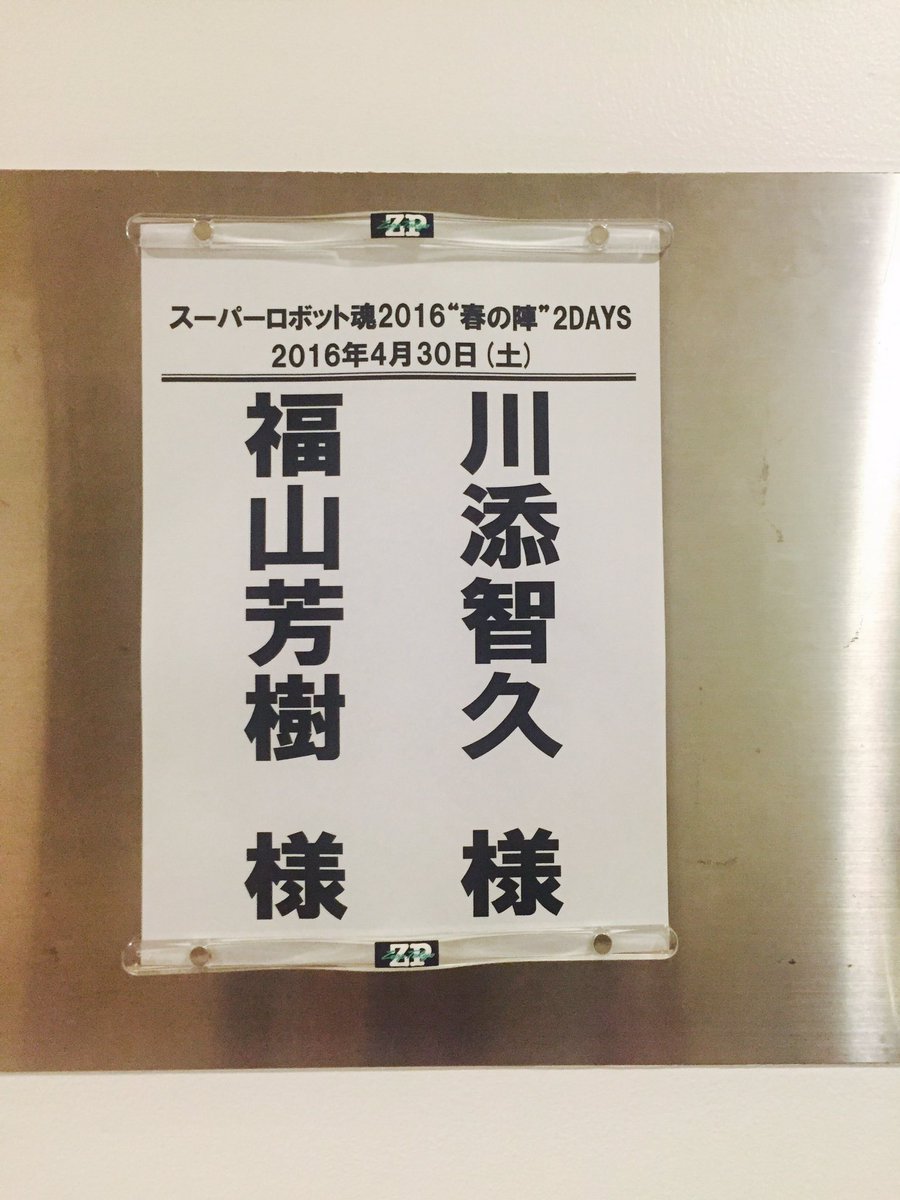 ZP
スーパーロボット魂2016“春の陣”2DAYS
2016年4月30日(土)
川添智久 様
福山芳樹 様
ZP